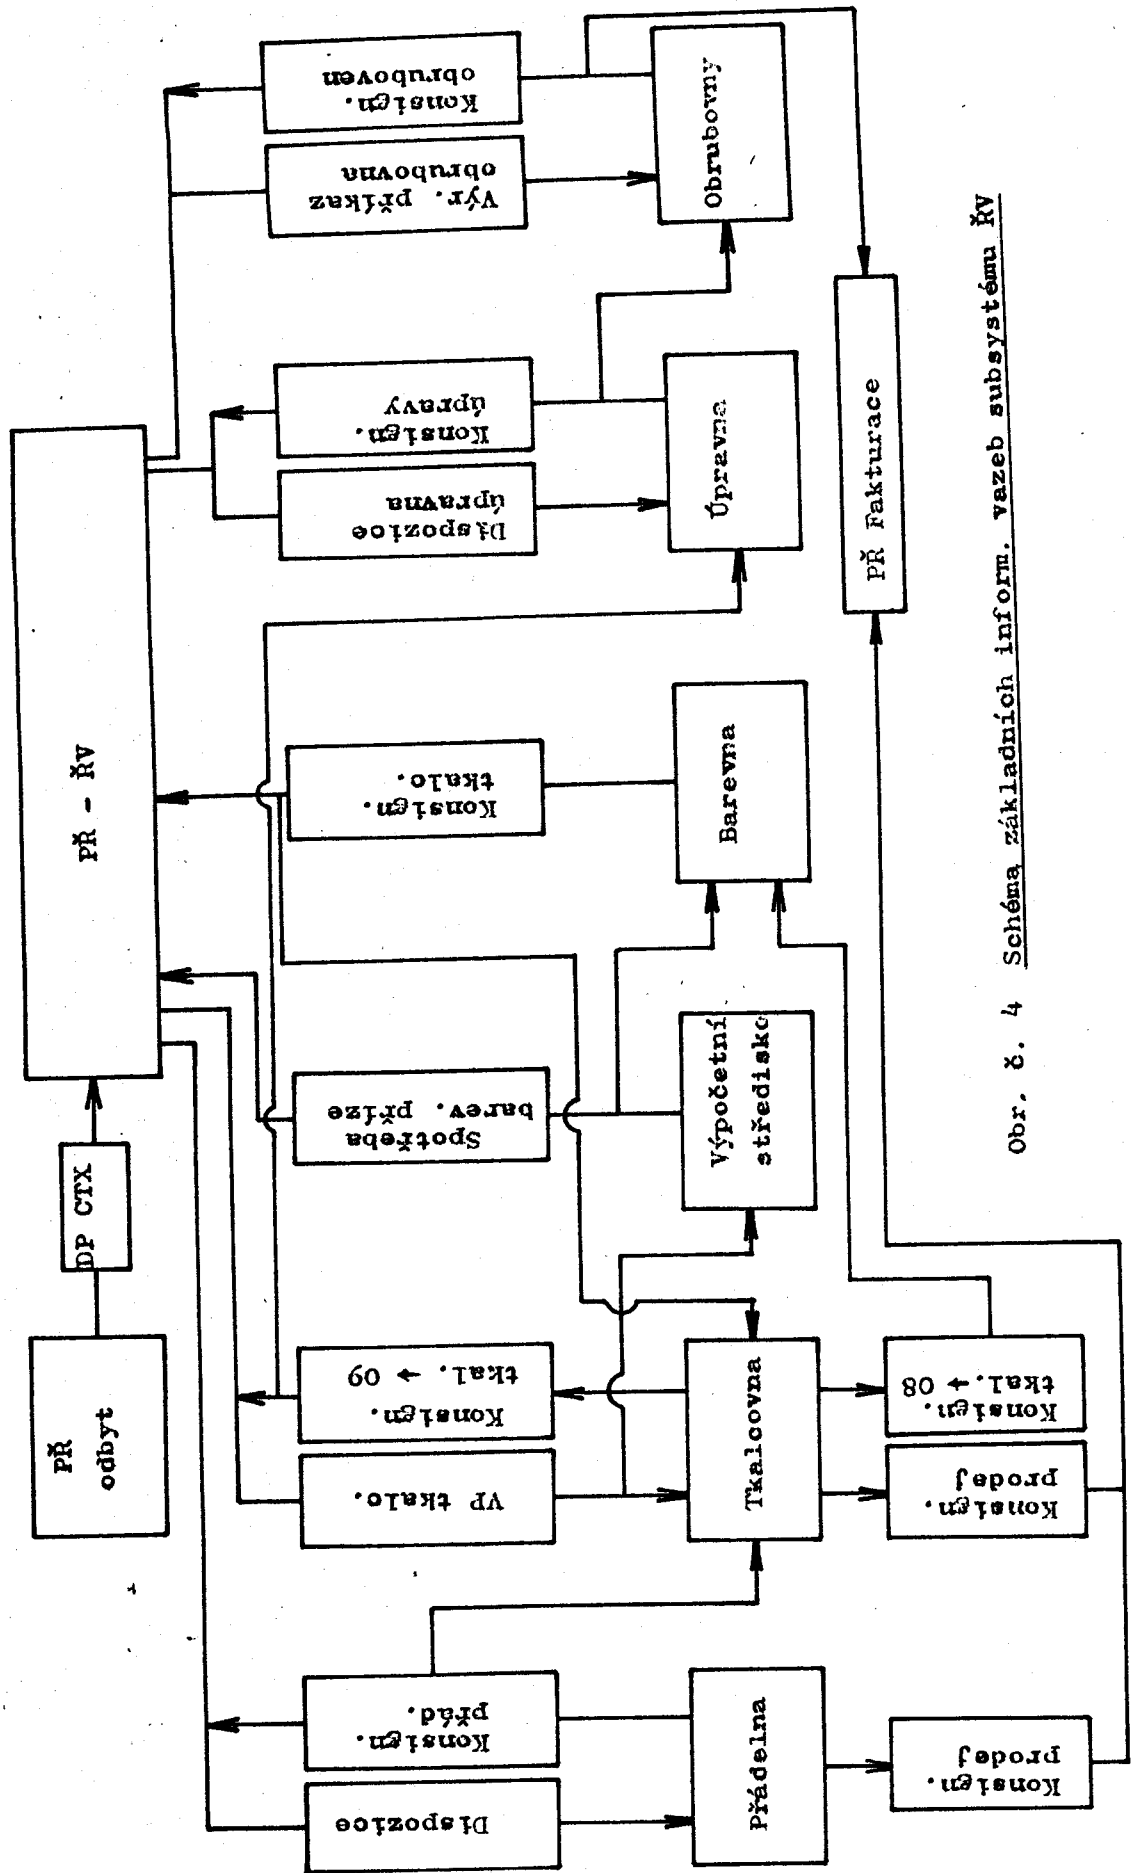 PŘ
odbyt
DP CTX
PŘ - ŘV
Dispozice
Konsign.
přád.
VP tkalc.
Konsign.
tkal. → 09
Spotřeba
barev. příze
Konsign.
tkalc.
Dispozice
úpravna
Konsign.
úpravy
Výr. příkaz
obrubovna
Konsign.
obruboven
Přádelna
Tkalcovna
Výpočetní
středisko
Barevna
Úpravna
Obrubovny
Konsign.
prodej
Konsign.
prodej
Konsign.
tkal. → 08
PŘ Fakturace
Obr. č. 4 Schéma základních inform. vazeb subsystému ŘV